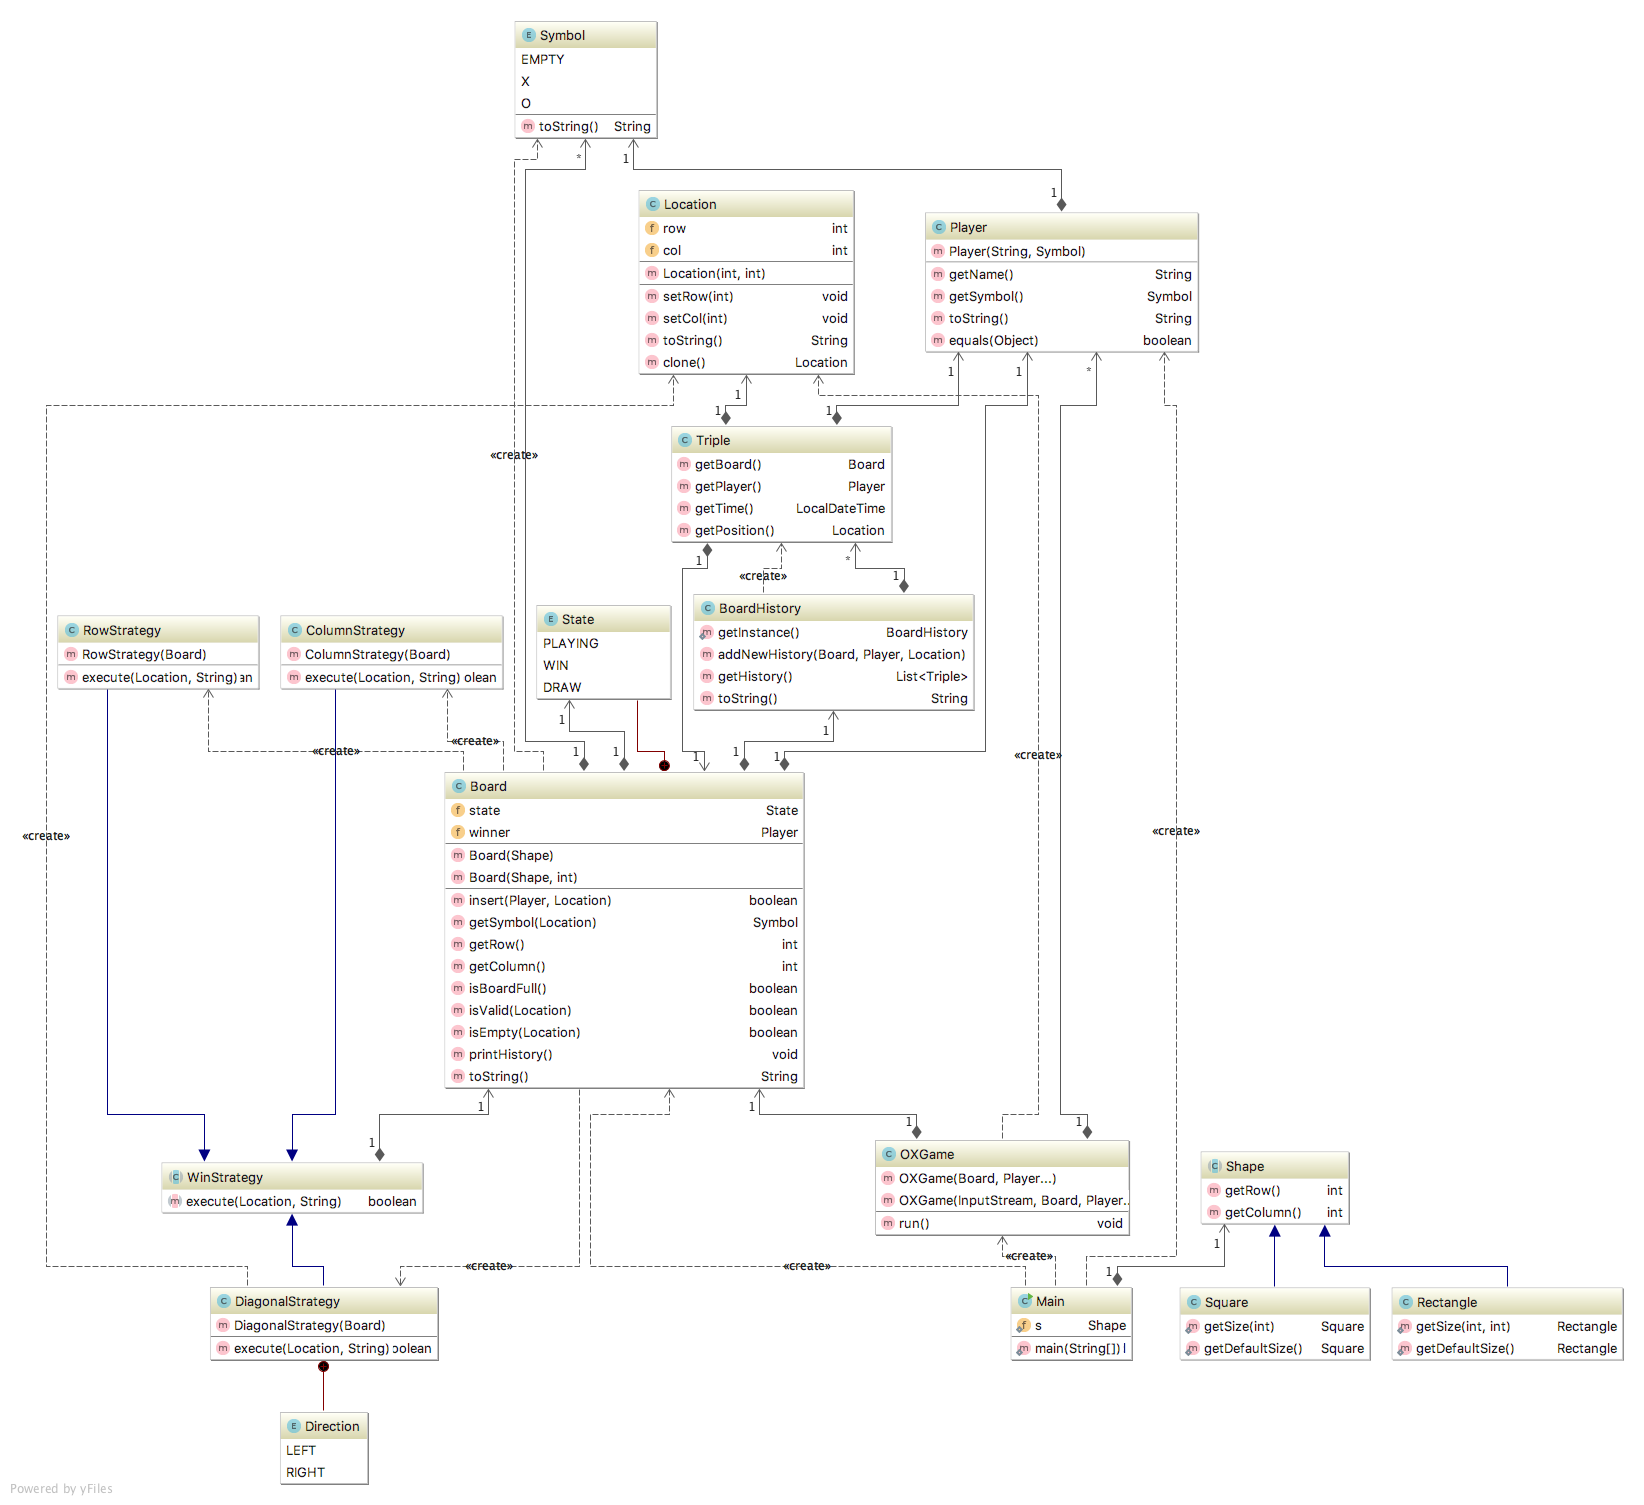 Symbol
EMPTY
X
O
toString() String
* 1
1
Location
row int
col int
Location(int, int)
setRow(int) void
setCol(int) void
toString() String
clone() Location
Player
Player(String, Symbol)
getName() String
getSymbol() Symbol
toString() String
equals(Object) boolean
1 1 *
1
1 1
Triple
getBoard() Board
getPlayer() Player
getTime() LocalDateTime
getPosition() Location
«create»
1 *
«create» 1
BoardHistory
getInstance() BoardHistory
addNewHistory(Board, Player, Location)
getHistory() List<Triple>
toString() String
State
PLAYING
WIN
DRAW
RowStrategy
RowStrategy(Board)
execute(Location, String) an
ColumnStrategy
ColumnStrategy(Board)
execute(Location, String) olean
1 1
«create» «create» 1 1 1 1 1
«create»
«create»
«create»
Board
state State
winner Player
Board(Shape)
Board(Shape, int)
insert(Player, Location) boolean
getSymbol(Location) Symbol
getRow() int
getColumn() int
isBoardFull() boolean
isValid(Location) boolean
isEmpty(Location) boolean
printHistory() void
toString() String
1 1
1 1 1
WinStrategy
execute(Location, String) boolean
OXGame
OXGame(Board, Player...)
OXGame(InputStream, Board, Player..
run() void
Shape
getRow() int
getColumn() int
1
«create»
«create» «create» 1
DiagonalStrategy
DiagonalStrategy(Board)
execute(Location, String) oolean
Main
s Shape
main(String[])
Square
getSize(int) Square
getDefaultSize() Square
Rectangle
getSize(int, int) Rectangle
getDefaultSize() Rectangle
Direction
LEFT
RIGHT
Powered by yFiles